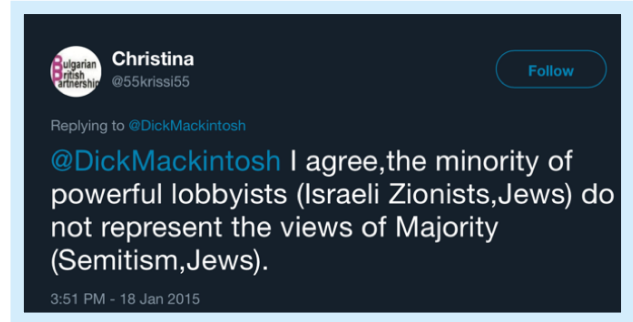 Bulgarian
British
Partnership
Christina
@55krissi55
Follow
Replying to @DickMackintosh
@DickMackintosh I agree,the minority of
powerful lobbyists (Israeli Zionists,Jews) do
not represent the views of Majority
(Semitism,Jews).
3:51 PM - 18 Jan 2015